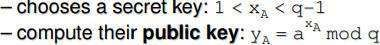 – chooses a secret key: 1 < xA < q-1
– compute their public key: yA = a^xA mod q